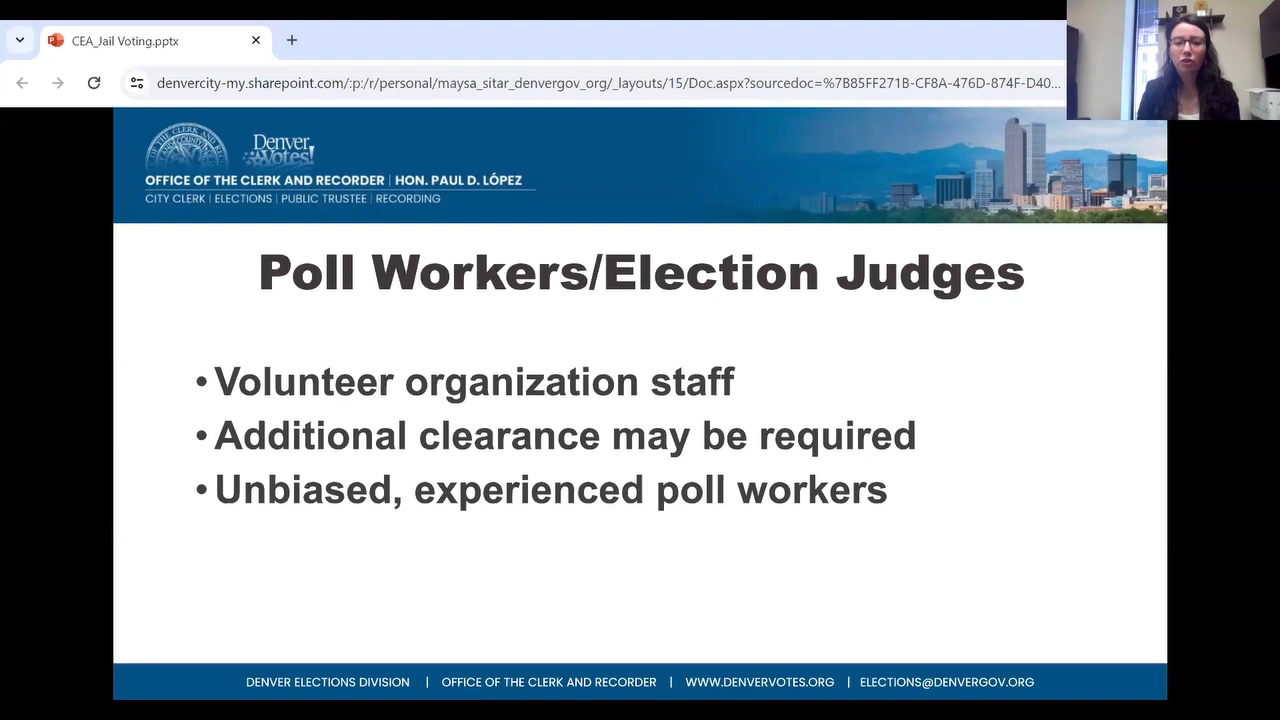 CEA_Jail Voting.pptx
denvercity-my.sharepoint.com/:p:/r/personal/maysa_sitar_denvergov_org/_layouts/15/Doc.aspx?sourcedoc=%7B85FF271B-CF8A-476D-874F-D40...
Denver
Votes!
OFFICE OF THE CLERK AND RECORDER | HON. PAUL D. LÓPEZ
CITY CLERK | ELECTIONS | PUBLIC TRUSTEE | RECORDING
Poll Workers/Election Judges
• Volunteer organization staff
• Additional clearance may be required
• Unbiased, experienced poll workers
DENVER ELECTIONS DIVISION | OFFICE OF THE CLERK AND RECORDER | WWW.DENVERVOTES.ORG | ELECTIONS@DENVERGOV.ORG